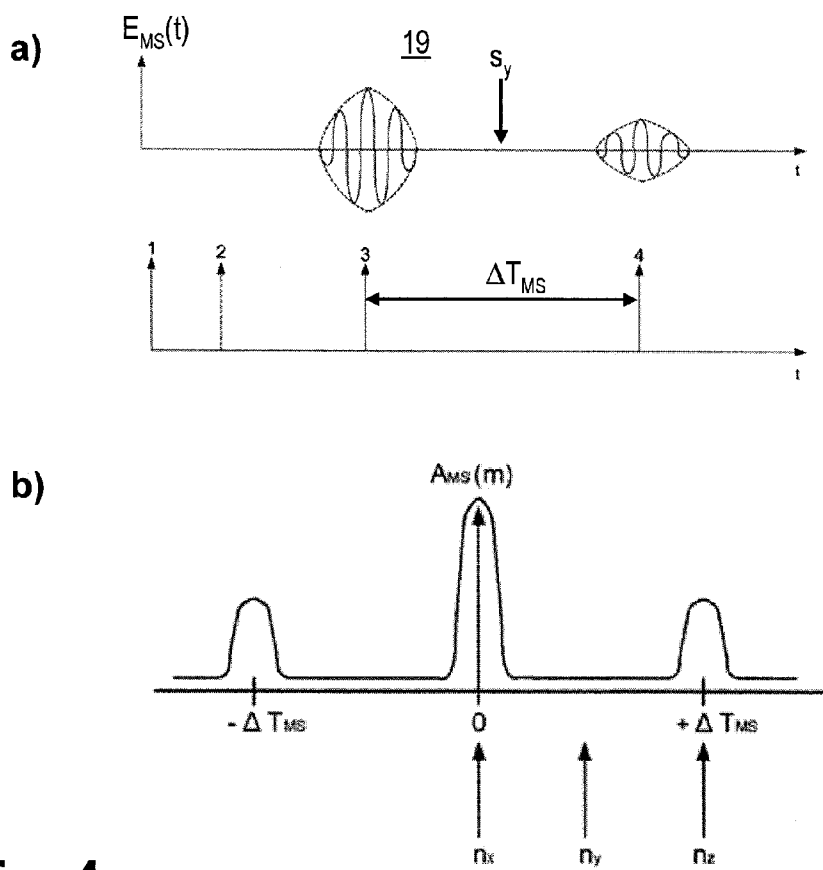 a)
E_MS(t)
19
s_y
t
1
2
3
4
ΔT_MS
t
b)
A_MS(m)
- Δ T_MS
0
+ Δ T_MS
n_x
n_y
n_z